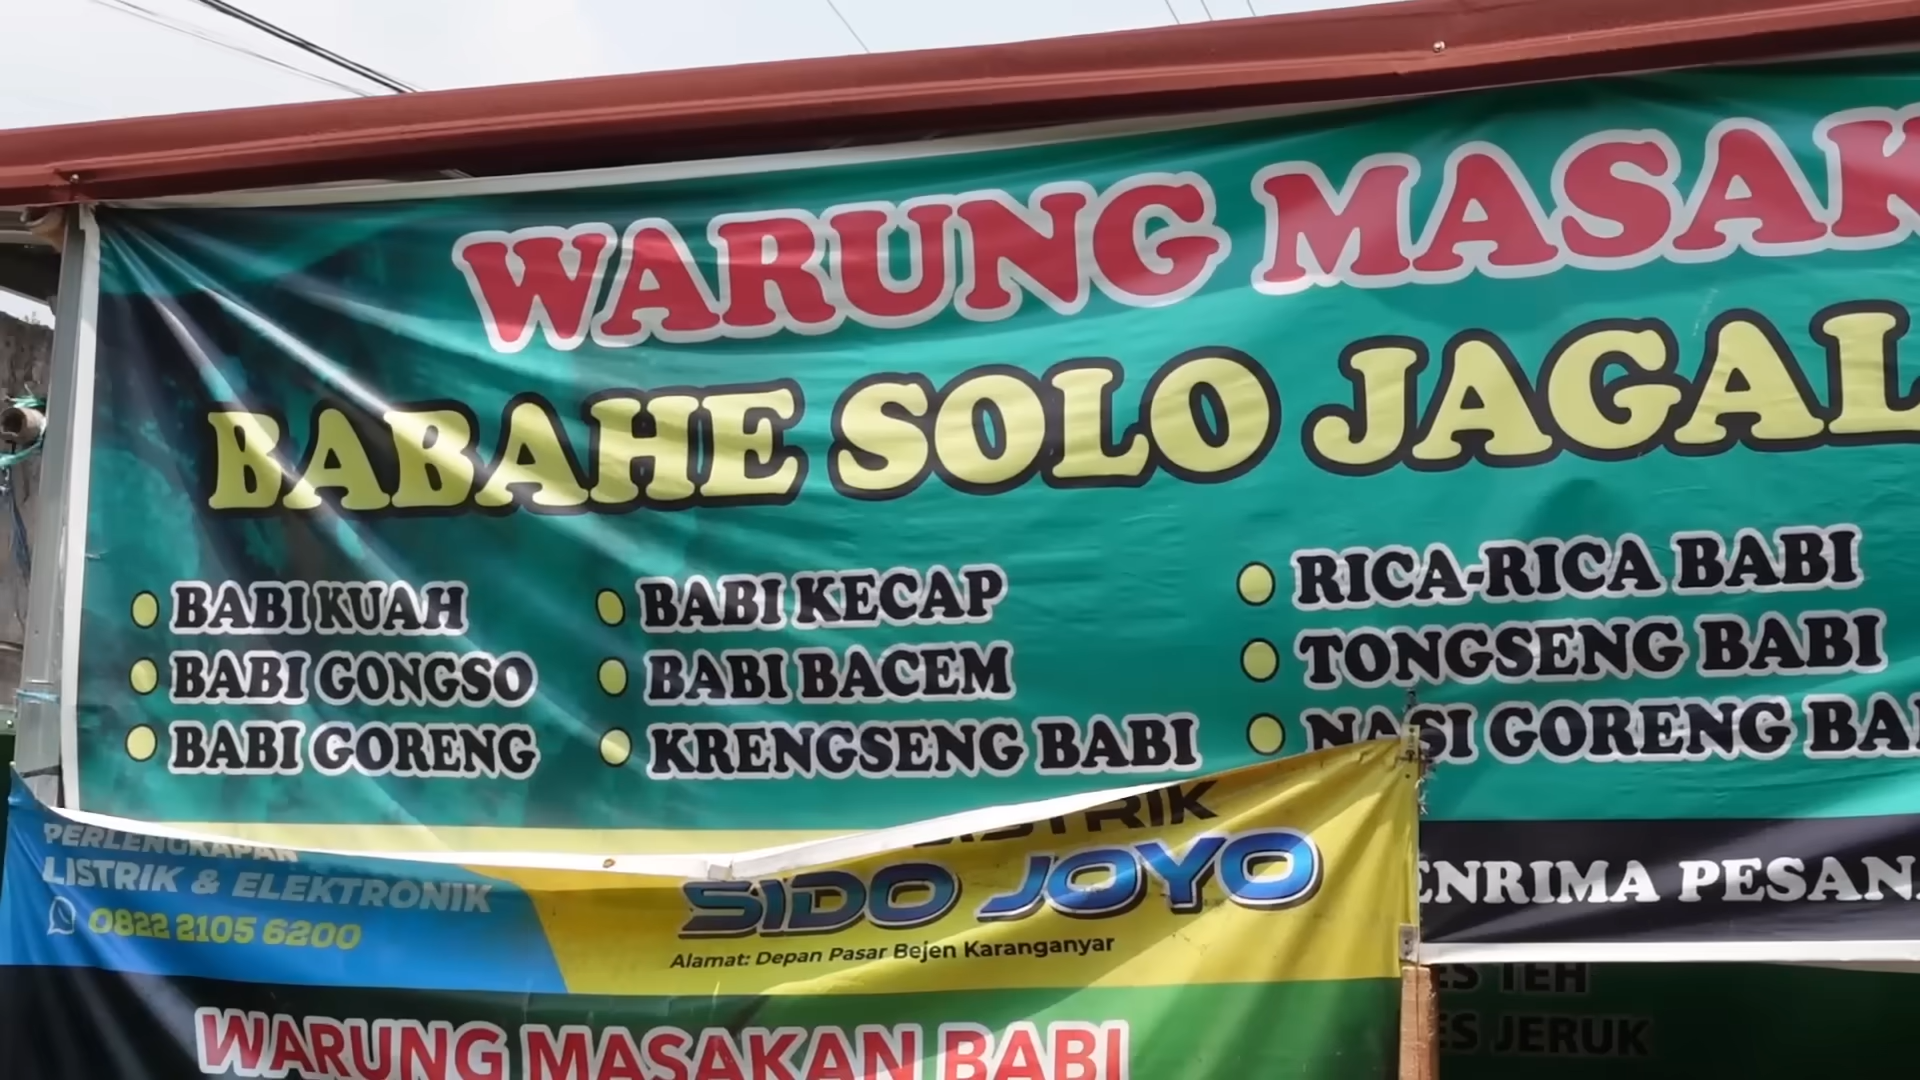 WARUNG MASAK
BABAHE SOLO JAGAL
BABI KUAH
BABI GONGSO
BABI GORENG
BABI KECAP
BABI BACEM
KRENGSENG BABI
RICA-RICA BABI
TONGSENG BABI
NASI GORENG BA
ENRIMA PESAN
PERLENGKAPAN
LISTRIK & ELEKTRONIK
0822 2105 6200
LISTRIK
SIDO JOYO
Alamat: Depan Pasar Bejen Karanganyar
WARUNG MASAKAN BABI
ES TEH
ES JERUK